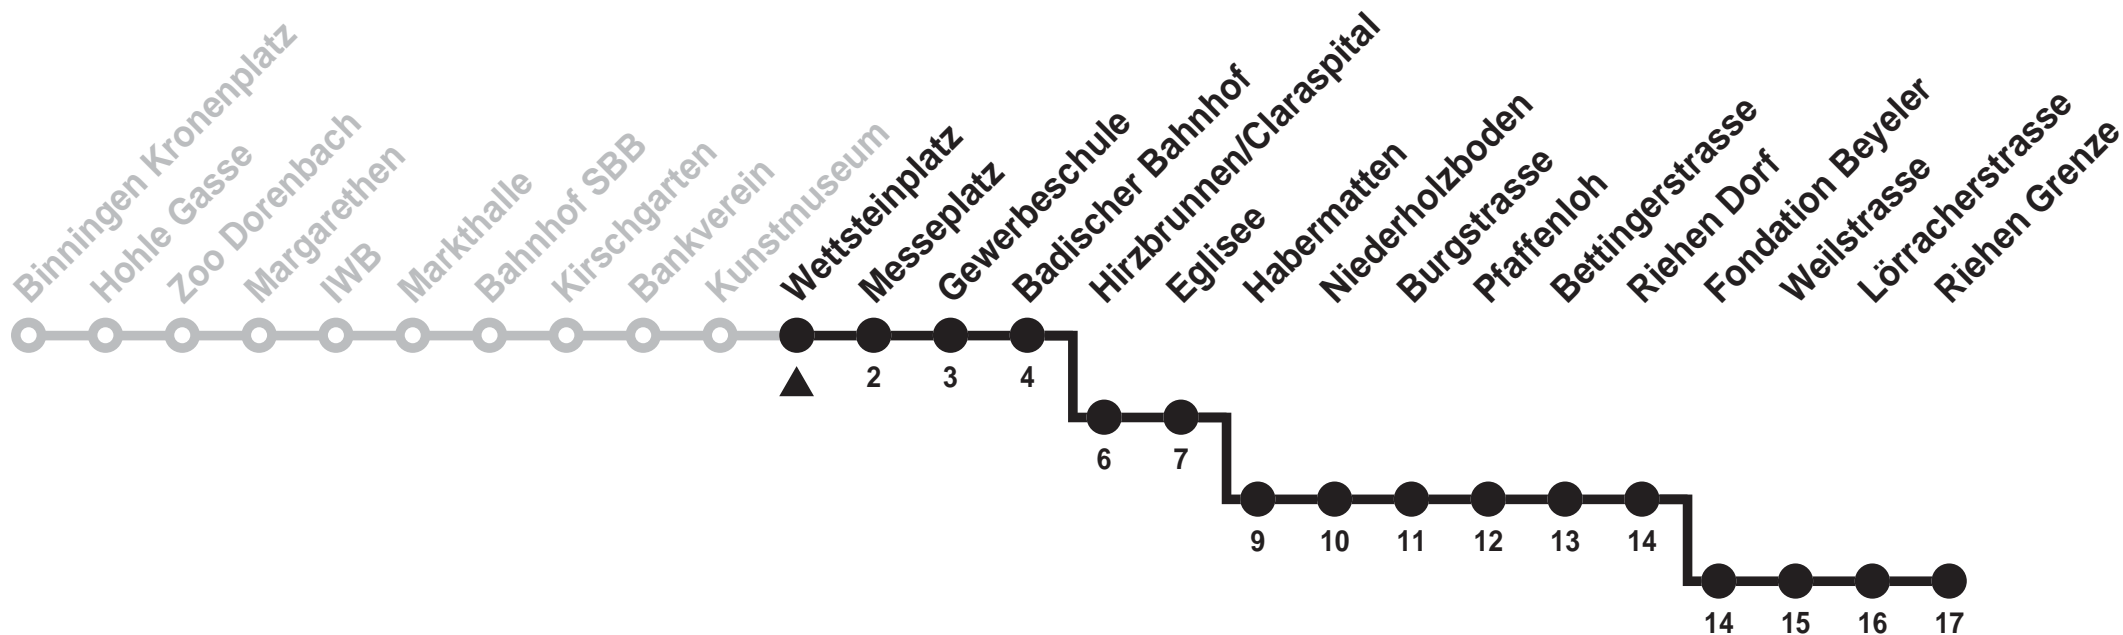 Binningen Kronenplatz
Hohle Gasse
Zoo Dorenbach
Margarethen
IWB
Markthalle
Bahnhof SBB
Kirschgarten
Bankverein
Kunstmuseum
Wettsteinplatz
Messeplatz
Gewerbeschule
Badischer Bahnhof
Hirzbrunnen/Claraspital
Eglisee
Habermatten
Niederholzboden
Burgstrasse
Pfaffenloh
Bettingerstrasse
Riehen Dorf
Fondation Beyeler
Weilstrasse
Lörracherstrasse
Riehen Grenze
2 3 4
6 7
9 10 11 12 13 14
14 15 16 17